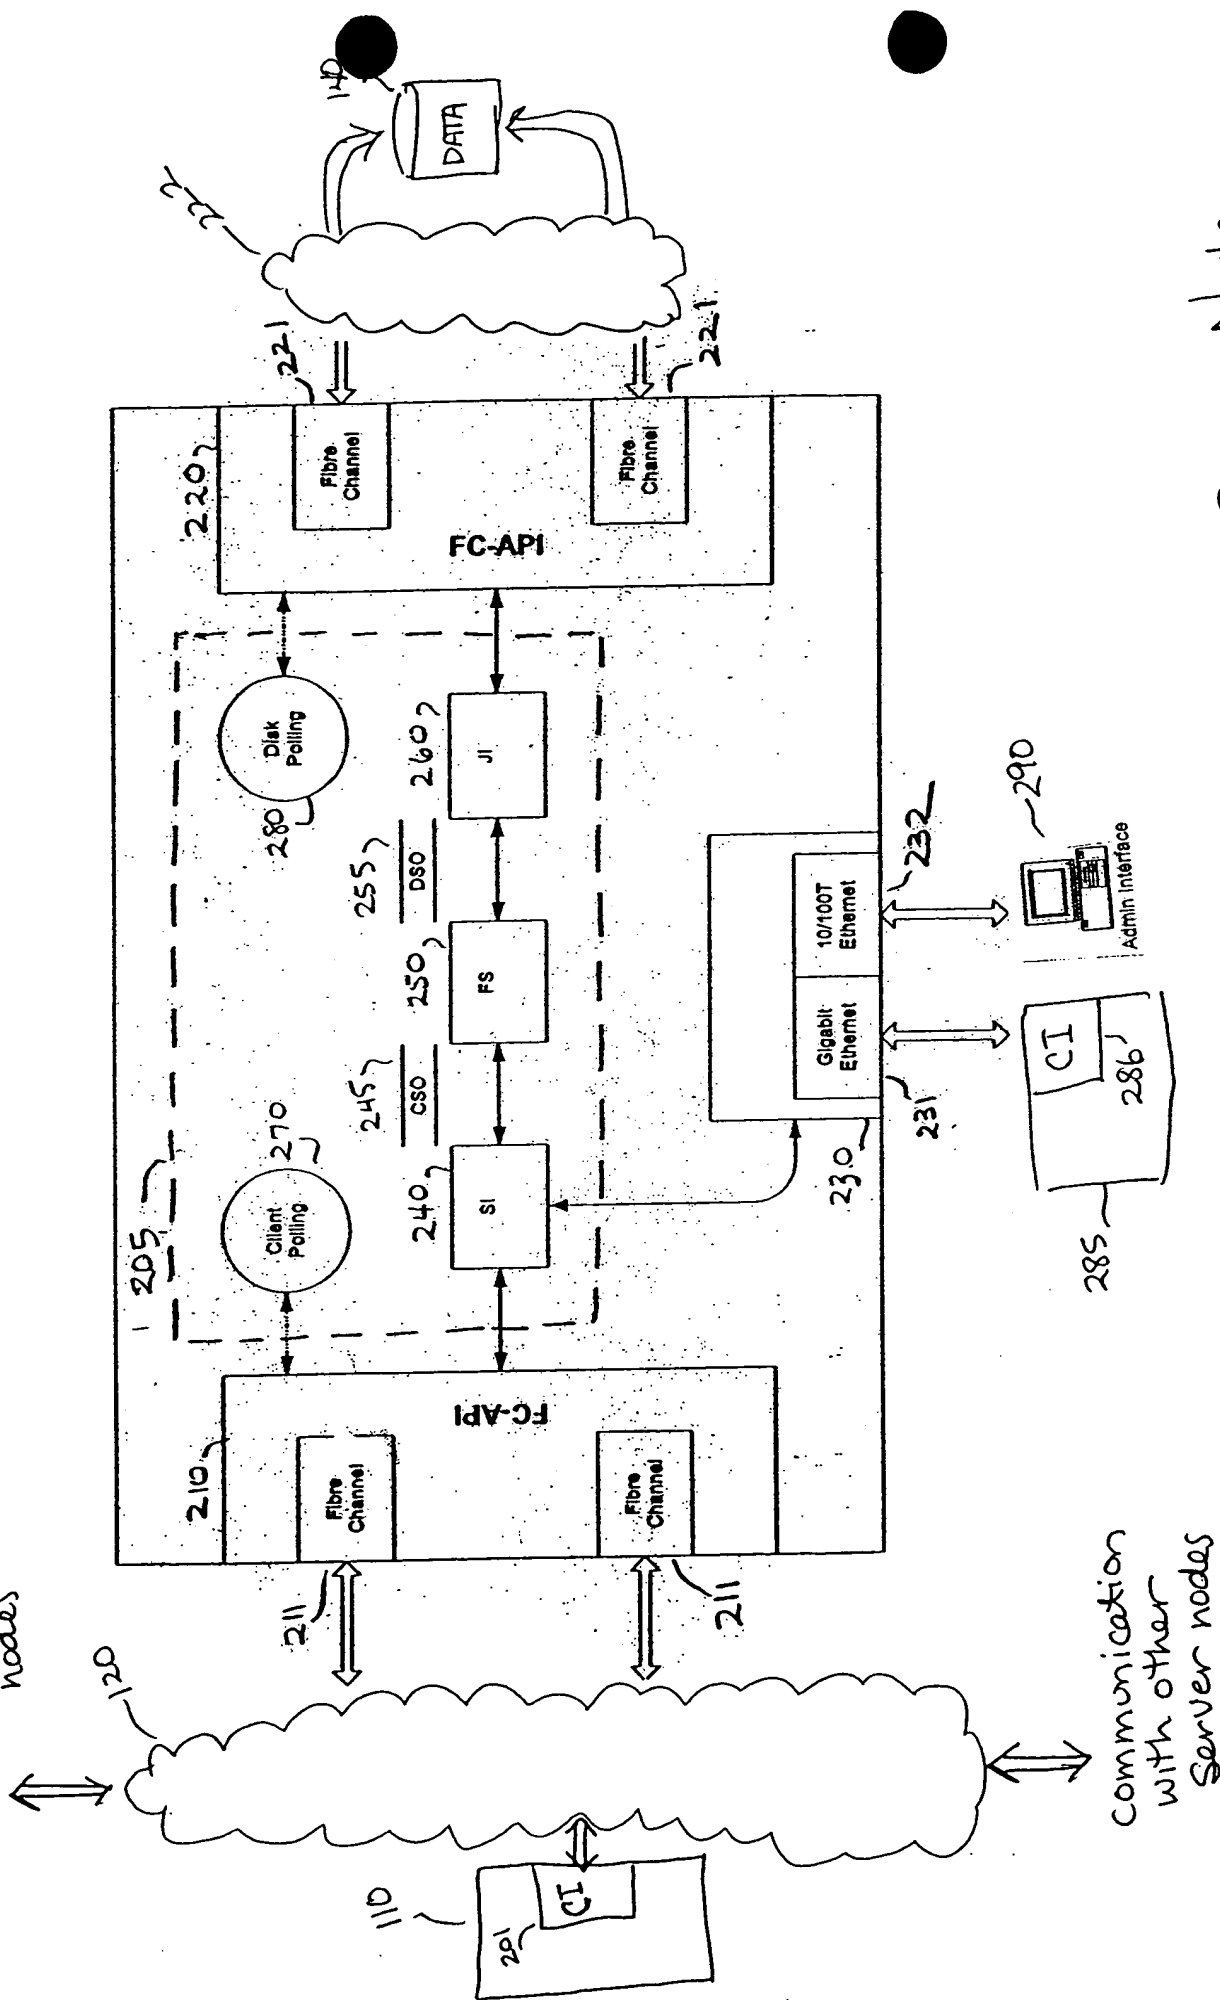 nodes
120
110
201
CI
Communication
with other
Server nodes
211
Fibre
Channel
211
Fibre
Channel
210
FC-API
205
Client
Polling
270
240
SI
245
CSO
250
FS
255
DSO
260
JI
Disk
Polling
280
220
FC-API
Fibre
Channel
221
Fibre
Channel
221
222
140
DATA
230
Gigabit
Ethernet
231
10/100T
Ethernet
232
285
CI
286
290
Admin Interface